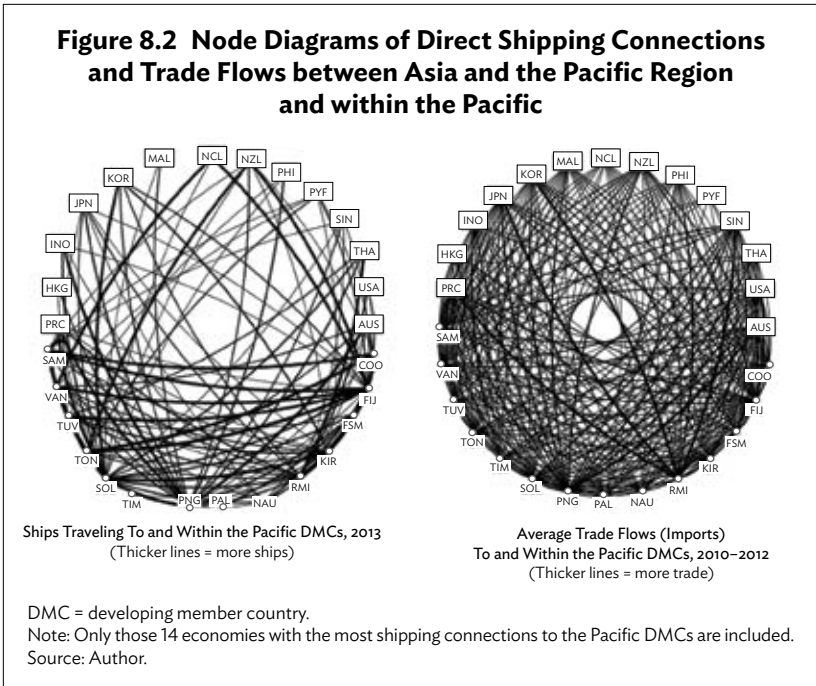 Figure 8.2 Node Diagrams of Direct Shipping Connections
and Trade Flows between Asia and the Pacific Region
and within the Pacific
MAL
NCL
NZL
PHI
KOR
PYF
JPN
SIN
INO
THA
HKG
USA
PRC
AUS
SAM
COO
VAN
FIJ
TUV
FSM
TON
KIR
SOL
RMI
TIM
PNG
PAL
NAU
Ships Traveling To and Within the Pacific DMCs, 2013
(Thicker lines = more ships)
MAL
NCL
NZL
PHI
KOR
PYF
JPN
SIN
INO
THA
HKG
USA
PRC
AUS
SAM
COO
VAN
FIJ
TUV
FSM
TON
KIR
TIM
RMI
SOL
PNG
PAL
NAU
Average Trade Flows (Imports)
To and Within the Pacific DMCs, 2010–2012
(Thicker lines = more trade)
DMC = developing member country.
Note: Only those 14 economies with the most shipping connections to the Pacific DMCs are included.
Source: Author.